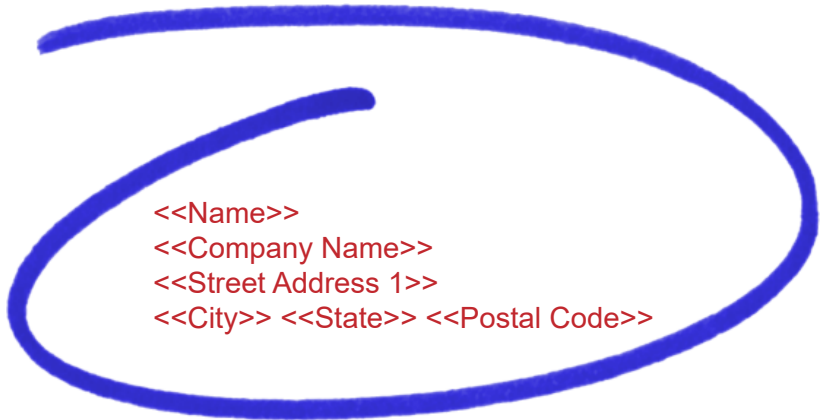 <<Name>>
<<Company Name>>
<<Street Address 1>>
<<City>> <<State>> <<Postal Code>>